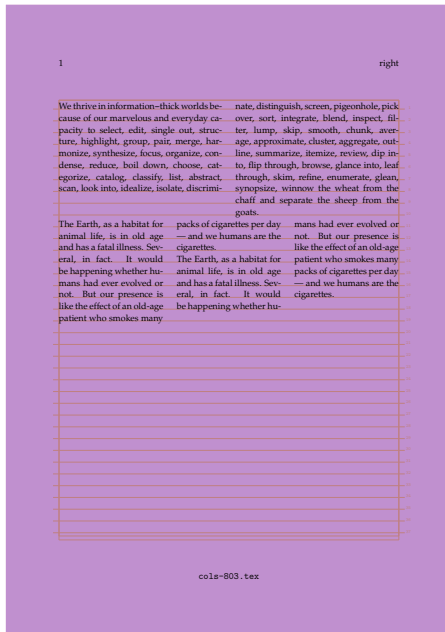 1
right
We thrive in information–thick worlds be-
cause of our marvelous and everyday ca-
pacity to select, edit, single out, struc-
ture, highlight, group, pair, merge, har-
monize, synthesize, focus, organize, con-
dense, reduce, boil down, choose, cat-
egorize, catalog, classify, list, abstract,
scan, look into, idealize, isolate, discrimi-
nate, distinguish, screen, pigeonhole, pick
over, sort, integrate, blend, inspect, fil-
ter, lump, skip, smooth, chunk, aver-
age, approximate, cluster, aggregate, out-
line, summarize, itemize, review, dip in-
to, flip through, browse, glance into, leaf
through, skim, refine, enumerate, glean,
synopsize, winnow the wheat from the
chaff and separate the sheep from the
goats.
The Earth, as a habitat for
animal life, is in old age
and has a fatal illness. Sev-
eral, in fact. It would
be happening whether hu-
mans had ever evolved or
not. But our presence is
like the effect of an old-age
patient who smokes many
packs of cigarettes per day
— and we humans are the
cigarettes.
The Earth, as a habitat for
animal life, is in old age
and has a fatal illness. Sev-
eral, in fact. It would
be happening whether hu-
mans had ever evolved or
not. But our presence is
like the effect of an old-age
patient who smokes many
packs of cigarettes per day
— and we humans are the
cigarettes.
cols-803.tex